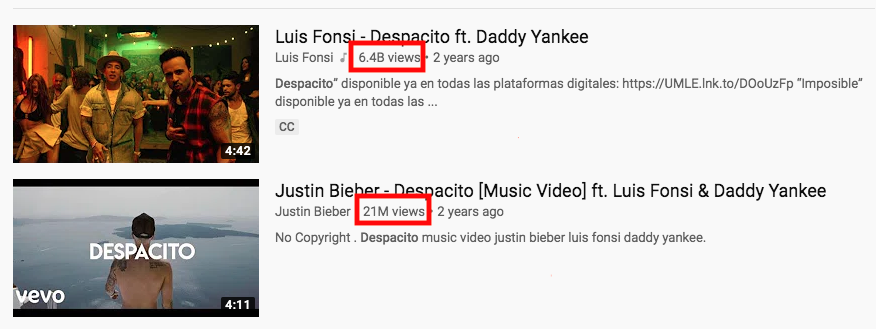 Luis Fonsi - Despacito ft. Daddy Yankee
Luis Fonsi ♪ 6.4B views • 2 years ago
Despacito” disponible ya en todas las plataformas digitales: https://UMLE.lnk.to/DOoUzFp “Imposible”
disponible ya en todas las ...
CC
4:42
Justin Bieber - Despacito [Music Video] ft. Luis Fonsi & Daddy Yankee
Justin Bieber 21M views • 2 years ago
No Copyright . Despacito music video justin bieber luis fonsi daddy yankee.
DESPACITO
vevo
4:11